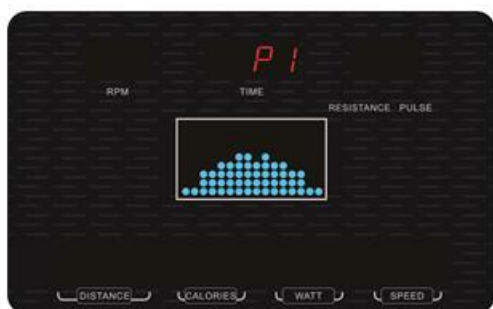 P1
RPM TIME
RESISTANCE PULSE
DISTANCE CALORIES WATT SPEED